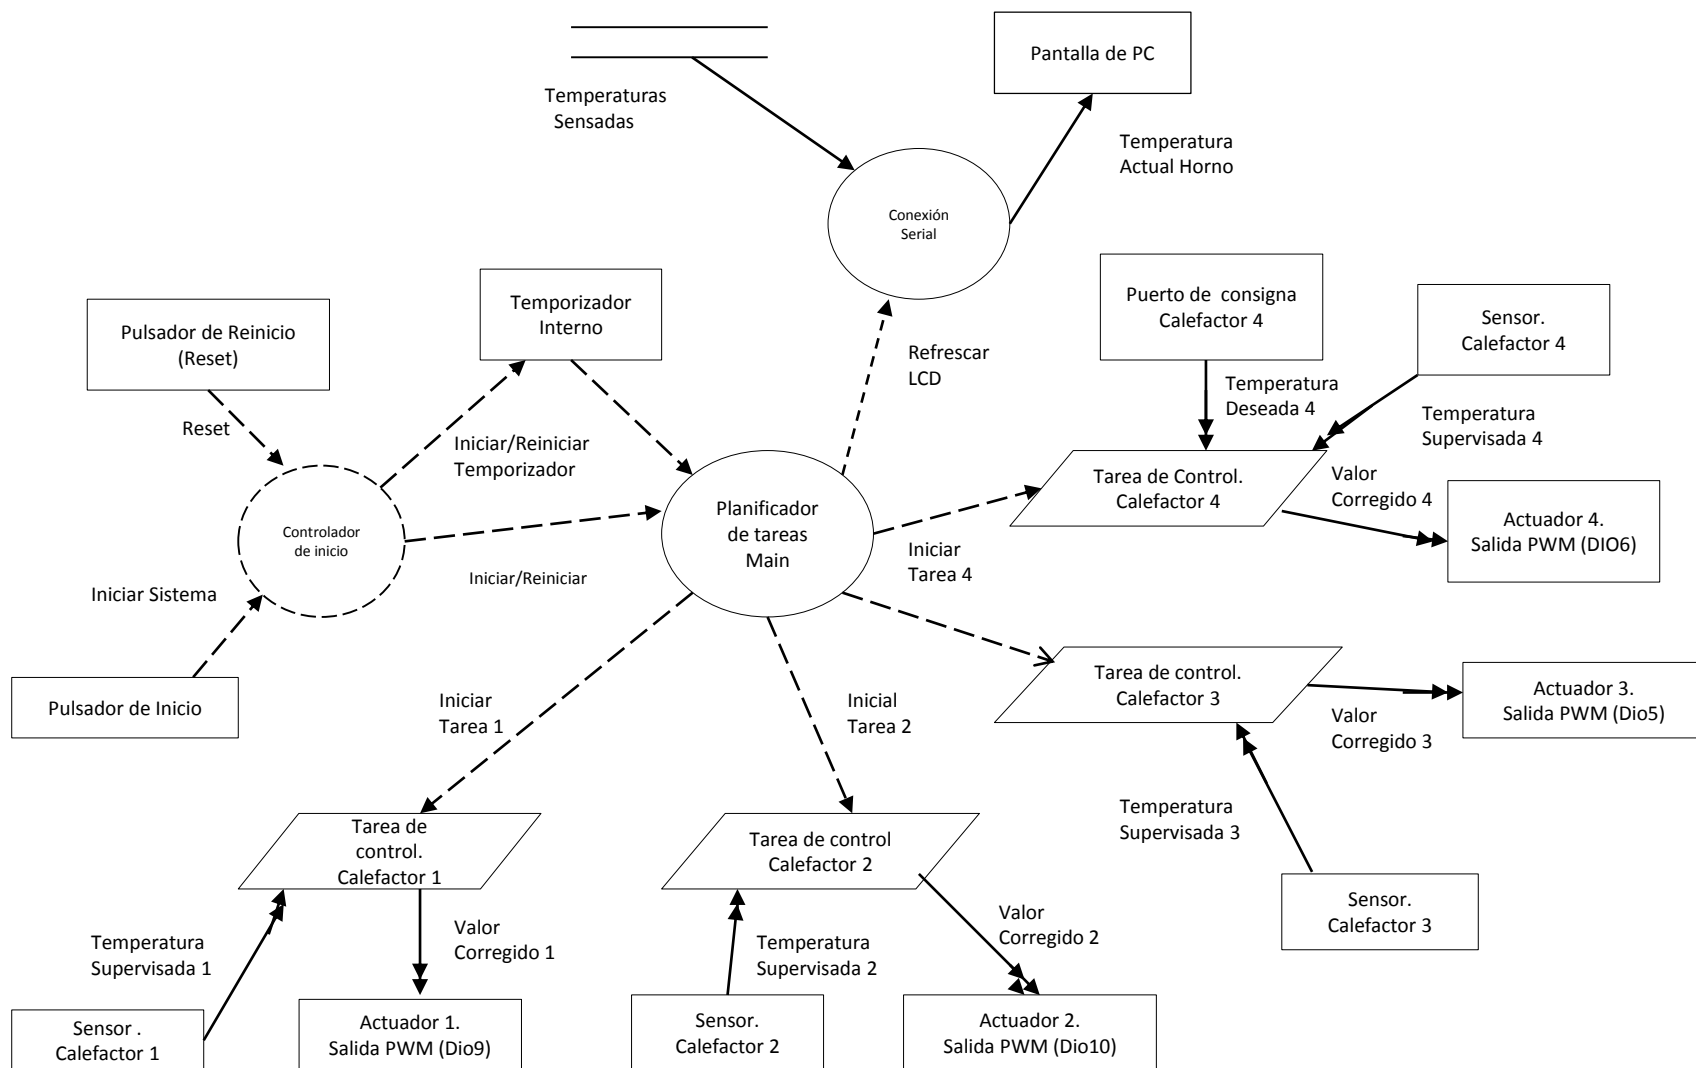 Pantalla de PC
Temperaturas
Sensadas
Temperatura
Actual Horno
Conexión
Serial
Temporizador
Interno
Puerto de consigna
Calefactor 4
Sensor.
Calefactor 4
Pulsador de Reinicio
(Reset)
Refrescar
LCD
Temperatura
Deseada 4
Temperatura
Supervisada 4
Reset
Iniciar/Reiniciar
Temporizador
Tarea de Control.
Calefactor 4
Valor
Corregido 4
Controlador
de inicio
Planificador
de tareas
Main
Actuador 4.
Salida PWM (DIO6)
Iniciar
Tarea 4
Iniciar/Reiniciar
Iniciar Sistema
Tarea de control.
Calefactor 3
Actuador 3.
Salida PWM (Dio5)
Pulsador de Inicio
Iniciar
Tarea 1
Inicial
Tarea 2
Valor
Corregido 3
Temperatura
Supervisada 3
Tarea de
control.
Calefactor 1
Tarea de control
Calefactor 2
Sensor.
Calefactor 3
Temperatura
Supervisada 1
Valor
Corregido 1
Temperatura
Supervisada 2
Valor
Corregido 2
Sensor .
Calefactor 1
Actuador 1.
Salida PWM (Dio9)
Sensor.
Calefactor 2
Actuador 2.
Salida PWM (Dio10)